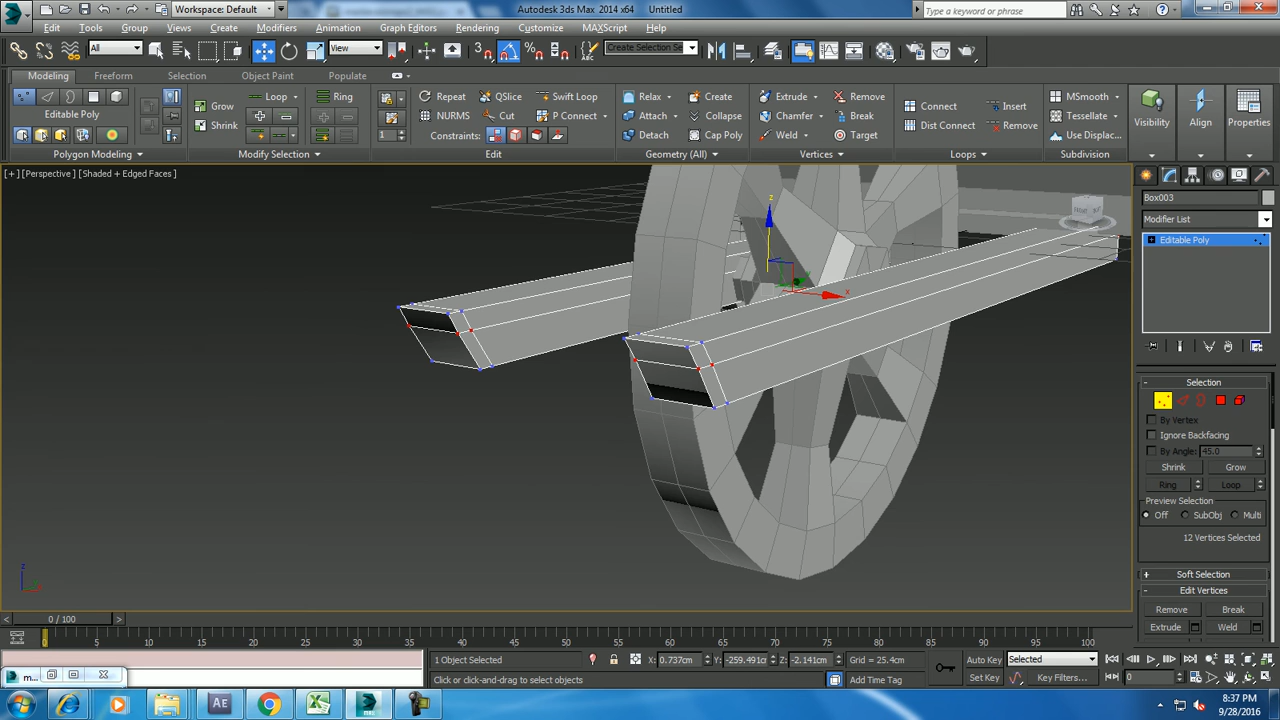 Workspace: Default
Autodesk 3ds Max 2014 x64 Untitled
Type a keyword or phrase
Edit Tools Group Views Create Modifiers Animation Graph Editors Rendering Customize MAXScript Help
All View 3 Create Selection Se
Modeling Freeform Selection Object Paint Populate
Grow Loop Ring Repeat QSlice Swift Loop Relax Create Extrude Remove MSmooth
Editable Poly Shrink NURMS Cut P Connect Attach Collapse Chamfer Break Connect Insert Tessellate Visibility Align Properties
1 Constraints: Detach Cap Poly Weld Target Dist Connect Remove Use Displac...
Polygon Modeling Modify Selection Edit Geometry (All) Vertices Loops Subdivision
[+] [Perspective] [Shaded + Edged Faces]
Box003
Modifier List
Editable Poly
z
x
Selection
By Vertex
Ignore Backfacing
By Angle: 45.0
Shrink Grow
Ring Loop
Preview Selection
Off SubObj Multi
12 Vertices Selected
Soft Selection
Edit Vertices
Remove Break
Extrude Weld
z
0 / 100
0 5 10 15 20 25 30 35 40 45 50 55 60 65 70 75 80 85 90 95 100
1 Object Selected X: 0.737cm Y: -259.491cm Z: -2.141cm Grid = 25.4cm Auto Key Selected
m... Click or click-and-drag to select objects Add Time Tag Set Key Key Filters... 0
AE
8:37 PM
9/28/2016